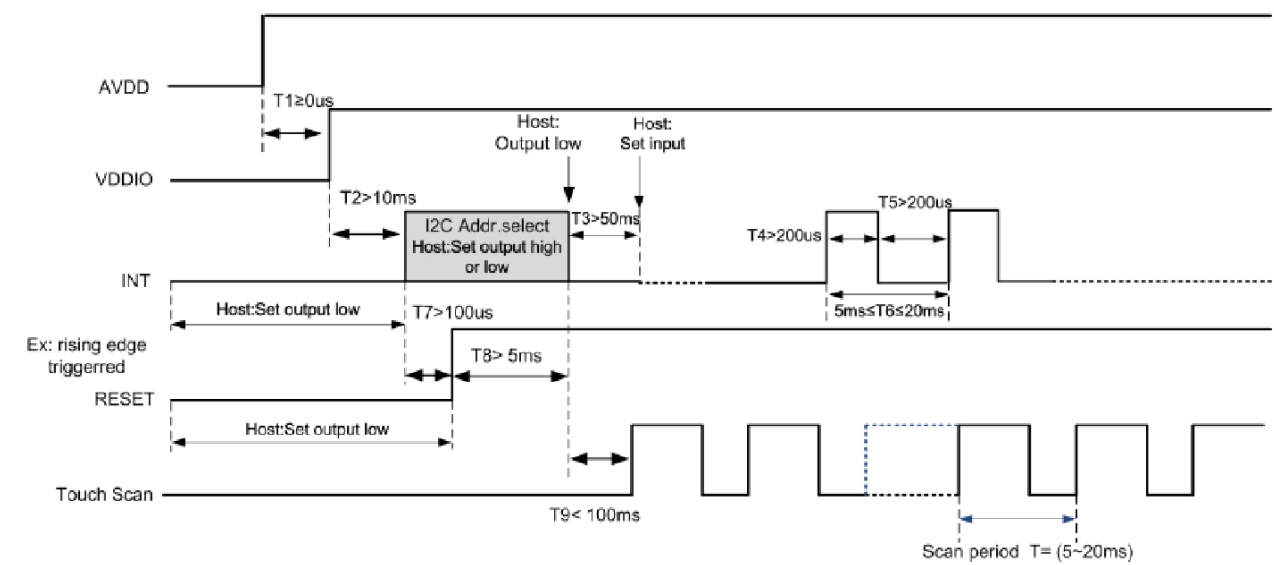 AVDD
T1≥0us
Host:
Output low
Host:
Set input
VDDIO
T2>10ms
T5>200us
I2C Addr.select
Host:Set output high
or low
T3>50ms
T4>200us
INT
Host:Set output low
T7>100us
5ms≤T6≤20ms
Ex: rising edge
triggerred
T8> 5ms
RESET
Host:Set output low
Touch Scan
T9< 100ms
Scan period T= (5~20ms)